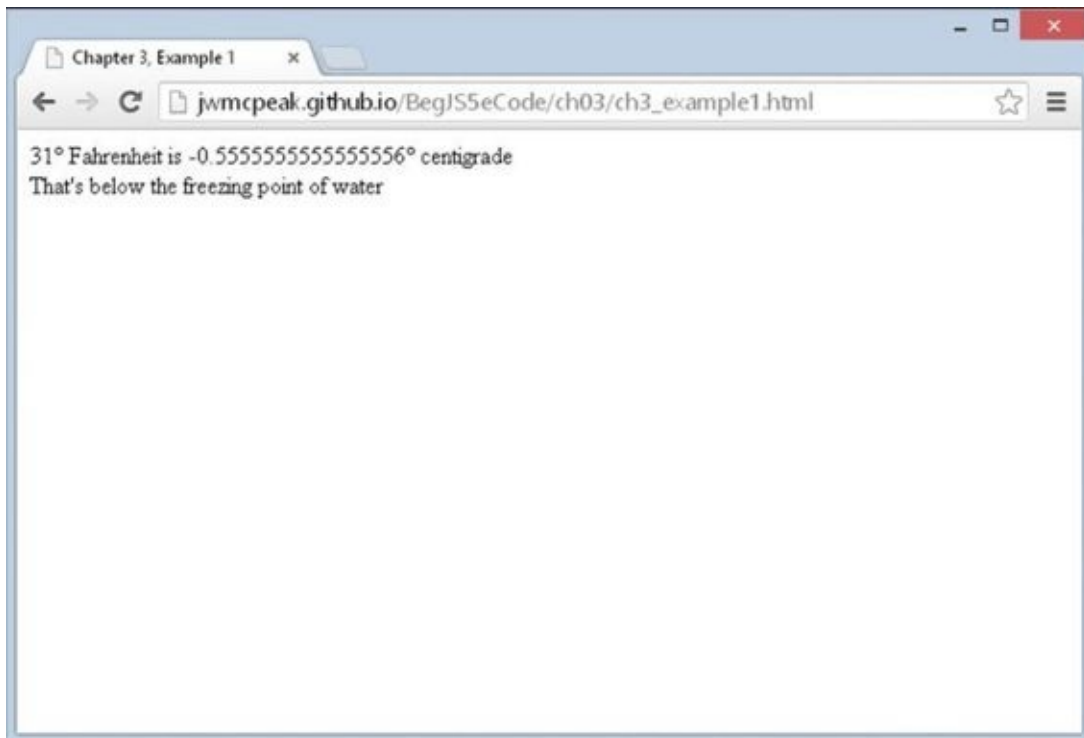 Chapter 3, Example 1
jwmcpeak.github.io/BegJS5eCode/ch03/ch3_example1.html
31° Fahrenheit is -0.5555555555555556° centigrade
That's below the freezing point of water